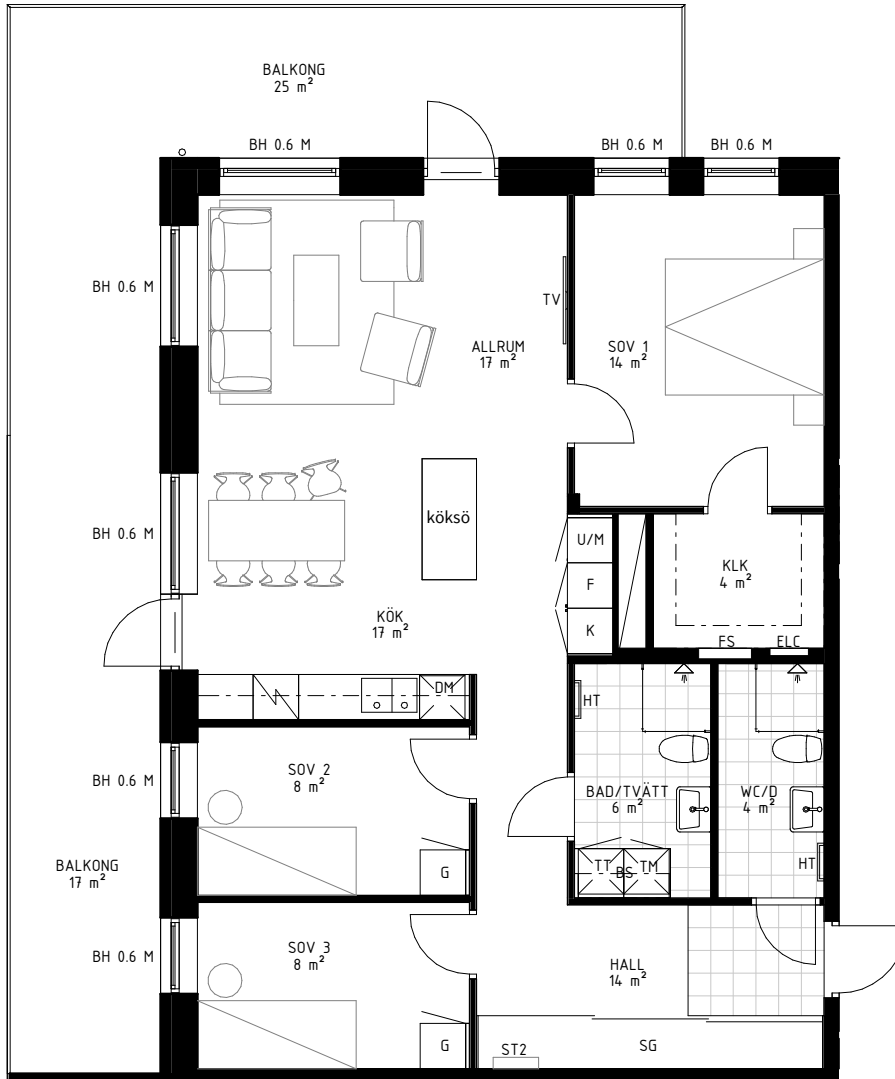 BALKONG
25 m²
BH 0.6 M
BH 0.6 M
BH 0.6 M
BH 0.6 M
TV
ALLRUM
17 m²
SOV 1
14 m²
köksö
BH 0.6 M
U/M
F
K
KLK
4 m²
KÖK
17 m²
FS
ELC
DM
HT
SOV 2
8 m²
BH 0.6 M
BAD/TVÄTT
6 m²
WC/D
4 m²
BALKONG
17 m²
G
TT
BS
TM
HT
SOV 3
8 m²
BH 0.6 M
HALL
14 m²
G
ST2
SG